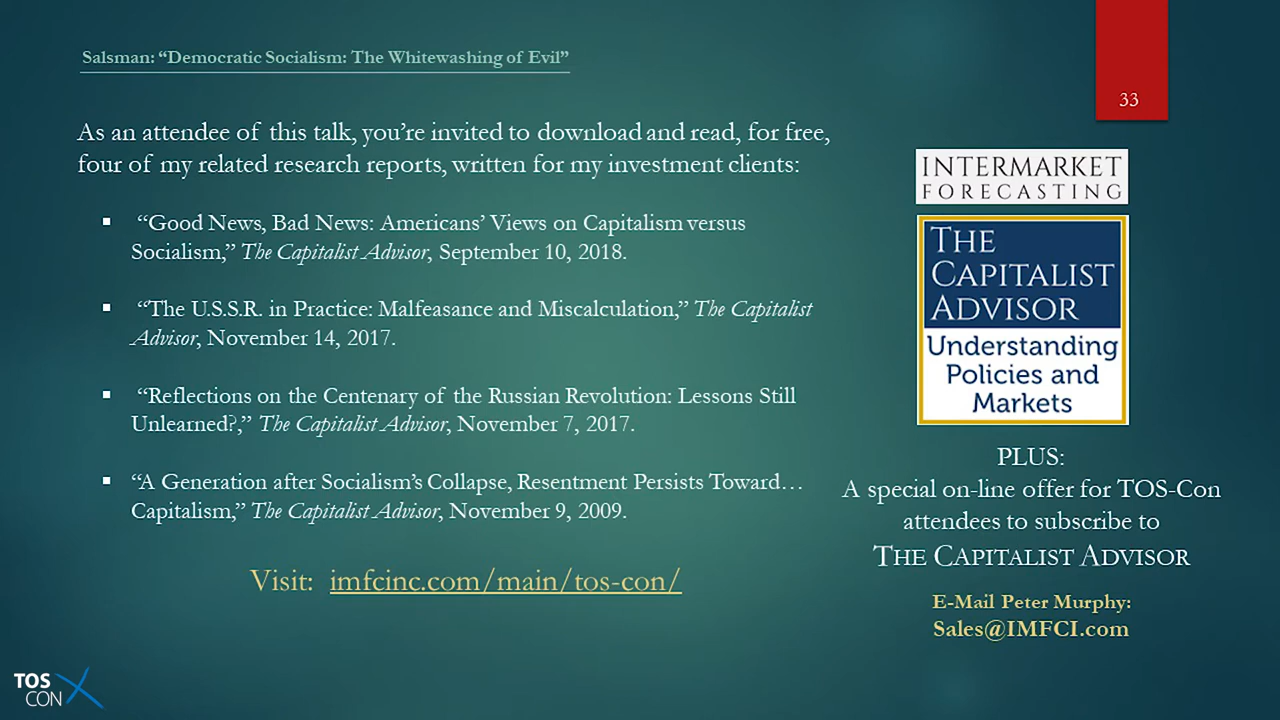 Salsman: “Democratic Socialism: The Whitewashing of Evil”
33
As an attendee of this talk, you’re invited to download and read, for free,
four of my related research reports, written for my investment clients:
▪ “Good News, Bad News: Americans’ Views on Capitalism versus
Socialism,” The Capitalist Advisor, September 10, 2018.
▪ “The U.S.S.R. in Practice: Malfeasance and Miscalculation,” The Capitalist
Advisor, November 14, 2017.
▪ “Reflections on the Centenary of the Russian Revolution: Lessons Still
Unlearned?,” The Capitalist Advisor, November 7, 2017.
▪ “A Generation after Socialism’s Collapse, Resentment Persists Toward…
Capitalism,” The Capitalist Advisor, November 9, 2009.
Visit: imfcinc.com/main/tos-con/
INTERMARKET
FORECASTING
THE
CAPITALIST
ADVISOR
Understanding
Policies and
Markets
PLUS:
A special on-line offer for TOS-Con
attendees to subscribe to
THE CAPITALIST ADVISOR
E-Mail Peter Murphy:
Sales@IMFCI.com
TOS
CON